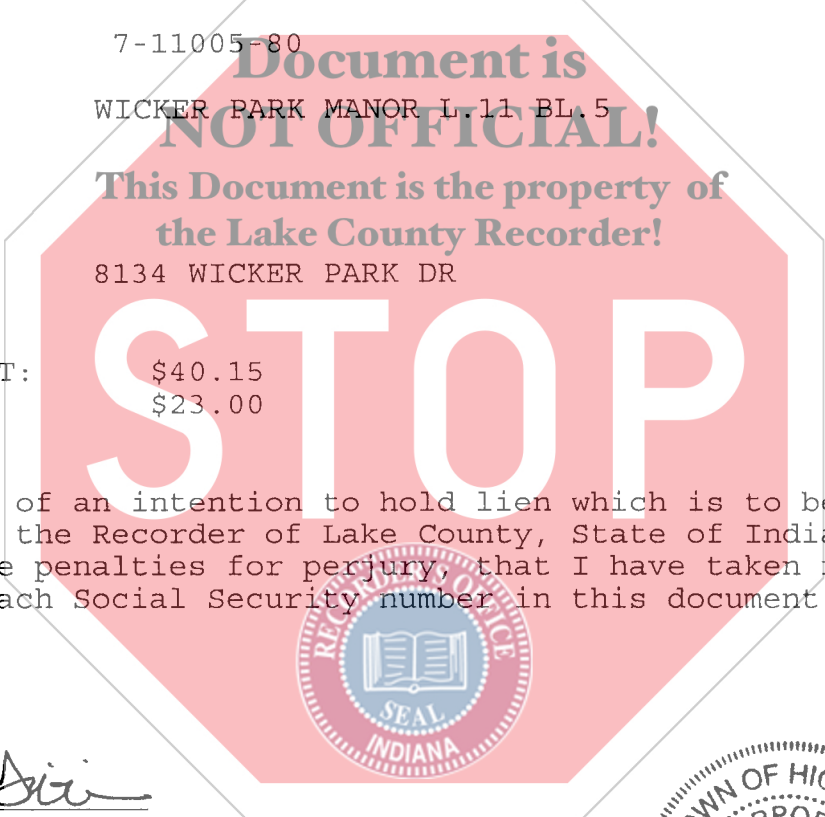 7-11005-80
Document is
WICKER PARK MANOR L.11 BL.5
NOT OFFICIAL!
This Document is the property of
the Lake County Recorder!
8134 WICKER PARK DR
STOP
T: $40.15
$23.00
of an intention to hold lien which is to be
the Recorder of Lake County, State of India
e penalties for perjury, that I have taken r
ach Social Security number in this document
RECORDER'S OFFICE
SEAL
INDIANA
WN OF HIG